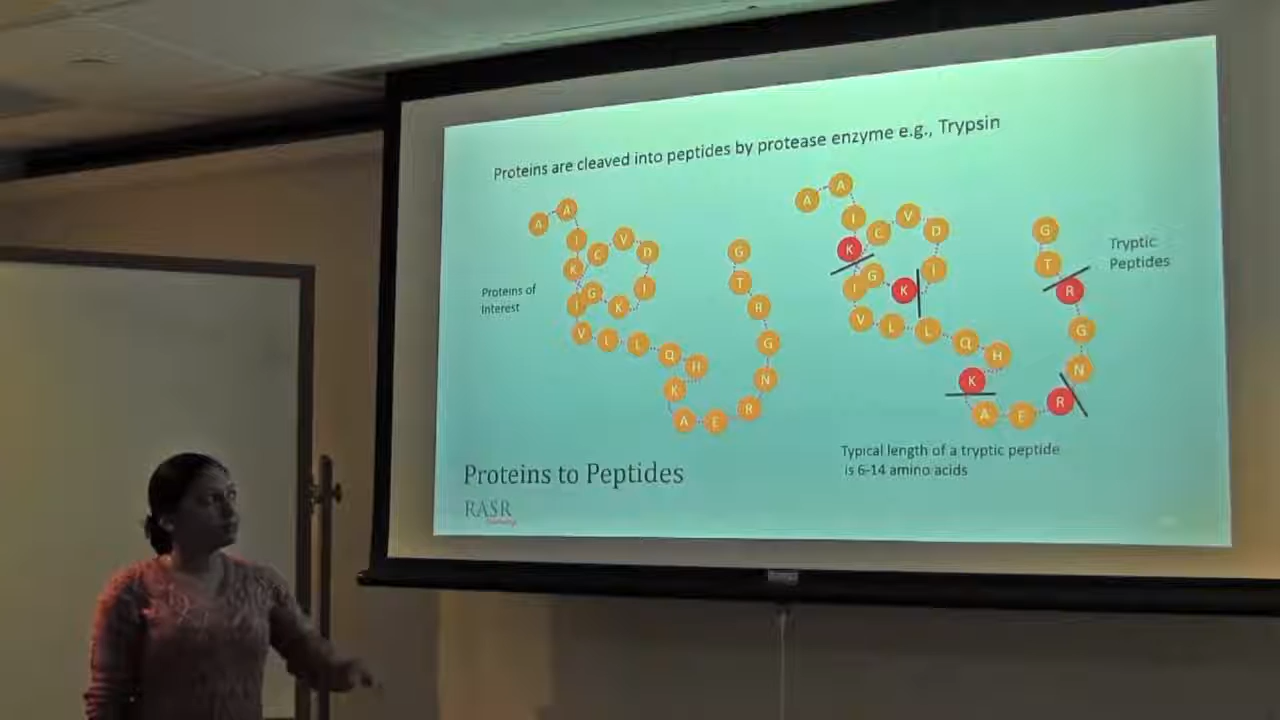 Proteins are cleaved into peptides by protease enzyme e.g., Trypsin
Proteins of
Interest
A A I K I V L L Q H K A E R N G R T G
C V D I K G
Tryptic
Peptides
A A I K I V L L Q H K A E R N G R T G
C V D I K G
Typical length of a tryptic peptide
is 6-14 amino acids
Proteins to Peptides
RASR